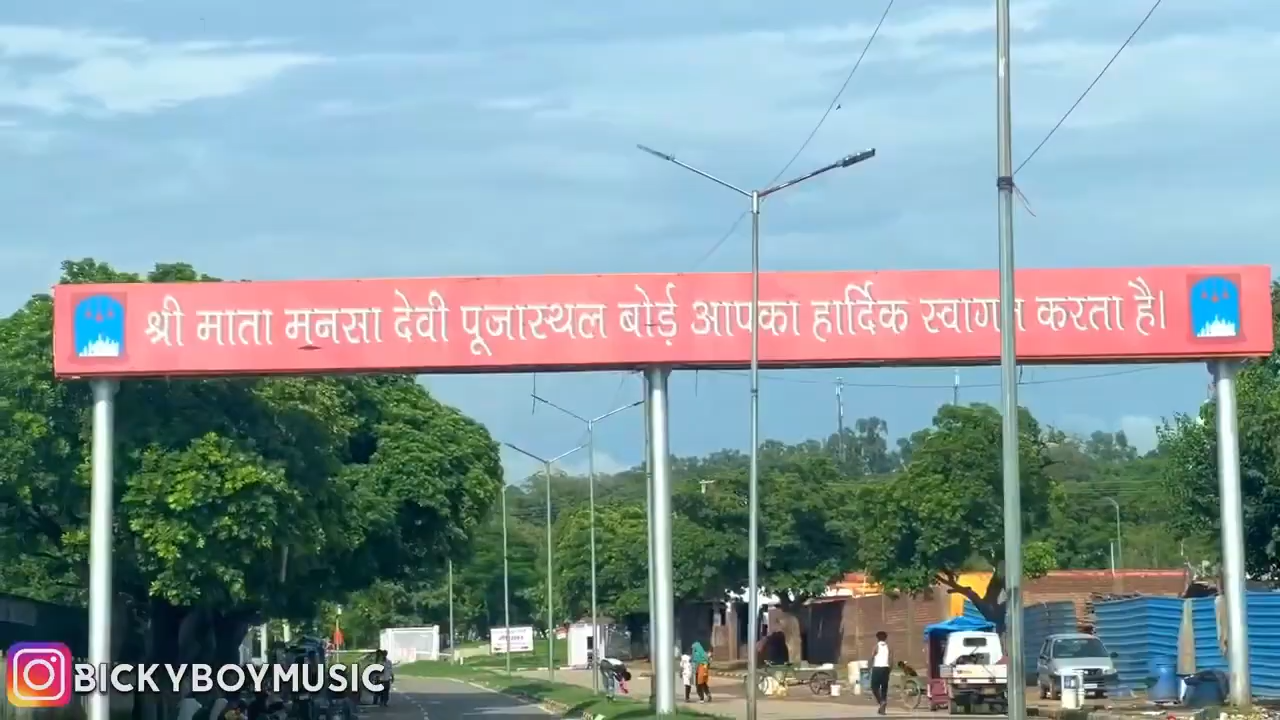 श्री माता मनसा देवी पूजास्थल बोर्ड़ आपका हार्दिक स्वागत करता है।
BICKYBOYMUSIC